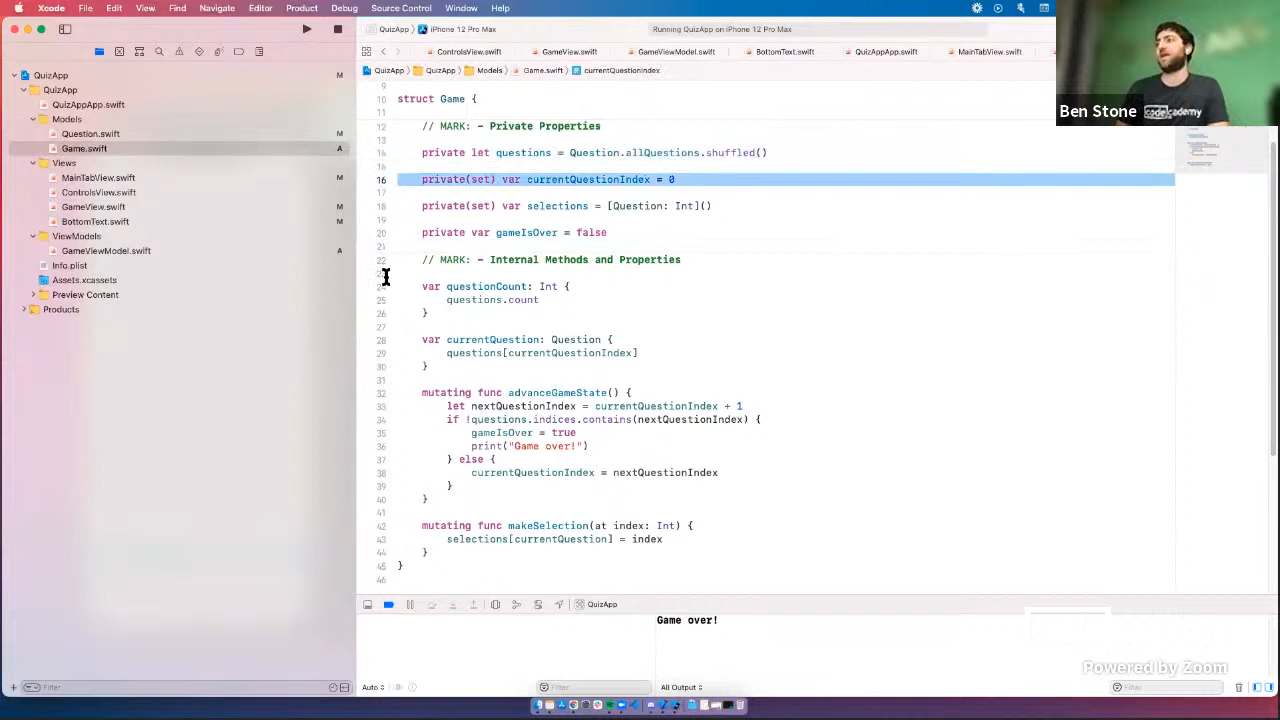 Xcode File Edit View Find Navigate Editor Product Debug Source Control Window Help
QuizApp iPhone 12 Pro Max
Running QuizApp on iPhone 12 Pro Max
ControlsView.swift GameView.swift GameViewModel.swift BottomText.swift QuizAppApp.swift MainTabView.swift
QuizApp QuizApp Models Game.swift currentQuestionIndex
QuizApp M
QuizApp
QuizAppApp.swift
Models
Question.swift M
Game.swift A
Views
MainTabView.swift M
ControlsView.swift M
GameView.swift M
BottomText.swift M
ViewModels
GameViewModel.swift A
Info.plist
Assets.xcassets
Preview Content
Products
9
10 struct Game {
11
12 // MARK: - Private Properties
13
14 private let questions = Question.allQuestions.shuffled()
16 private(set) var currentQuestionIndex = 0
17
18 private(set) var selections = [Question: Int]()
19
20 private var gameIsOver = false
21
22 // MARK: - Internal Methods and Properties
23
24 var questionCount: Int {
25 questions.count
26 }
27
28 var currentQuestion: Question {
29 questions[currentQuestionIndex]
30 }
31
32 mutating func advanceGameState() {
33 let nextQuestionIndex = currentQuestionIndex + 1
34 if !questions.indices.contains(nextQuestionIndex) {
35 gameIsOver = true
36 print("Game over!")
37 } else {
38 currentQuestionIndex = nextQuestionIndex
39 }
40 }
41
42 mutating func makeSelection(at index: Int) {
43 selections[currentQuestion] = index
44 }
45 }
46
QuizApp
Game over!
Filter
Auto
Filter
All Output
Filter
Ben Stone
codecademy
Powered by Zoom